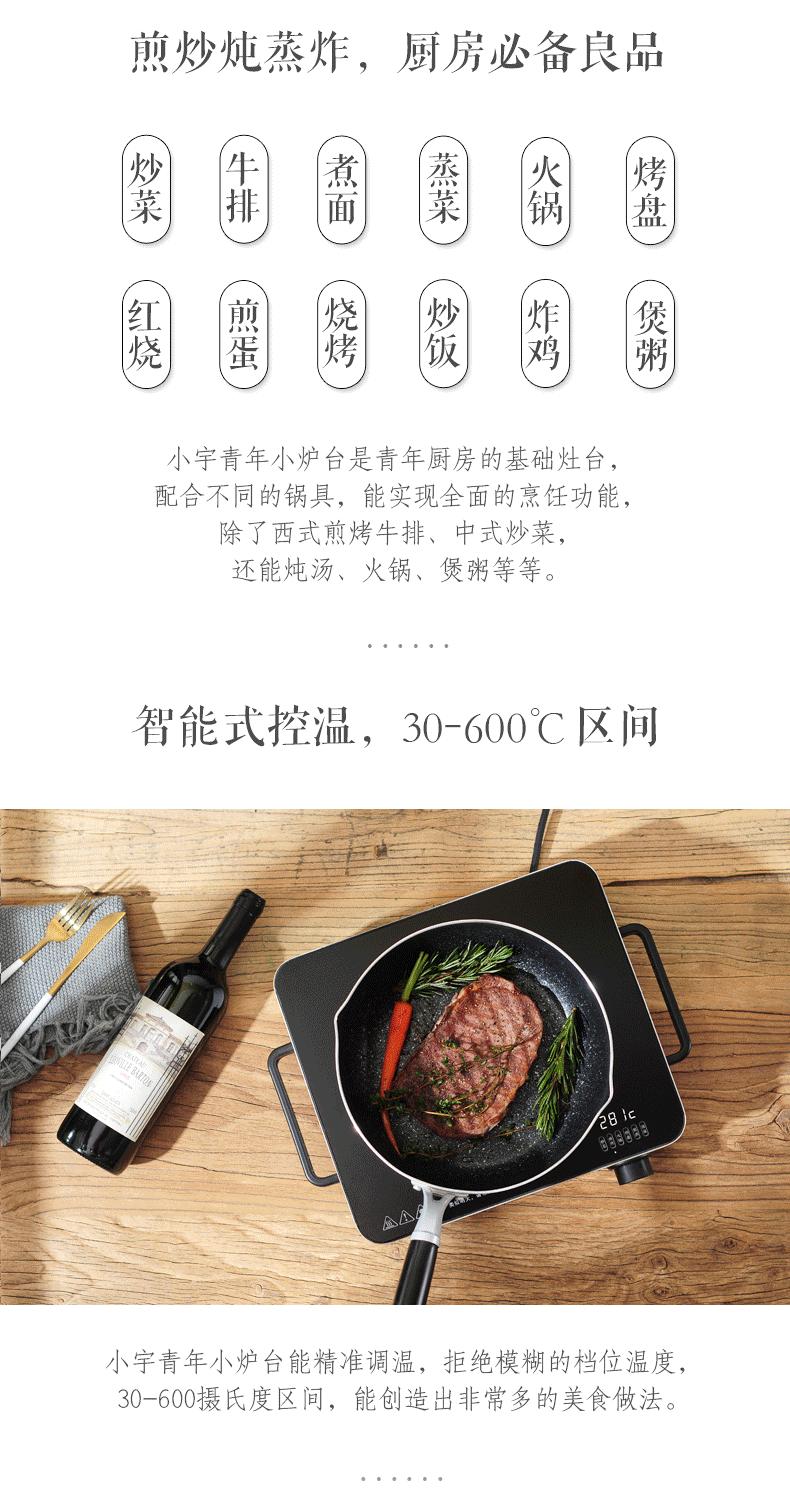 煎炒炖蒸炸，厨房必备良品
炒菜
牛排
煮面
蒸菜
火锅
烤盘
红烧
煎蛋
烧烤
炒饭
炸鸡
煲粥
小宇青年小炉台是青年厨房的基础灶台，
配合不同的锅具，能实现全面的烹饪功能，
除了西式煎烤牛排、中式炒菜，
还能炖汤、火锅、煲粥等等。
······
智能式控温，30-600℃区间
BARTON
281c
小宇青年小炉台能精准调温，拒绝模糊的档位温度，
30-600摄氏度区间，能创造出非常多的美食做法。
······